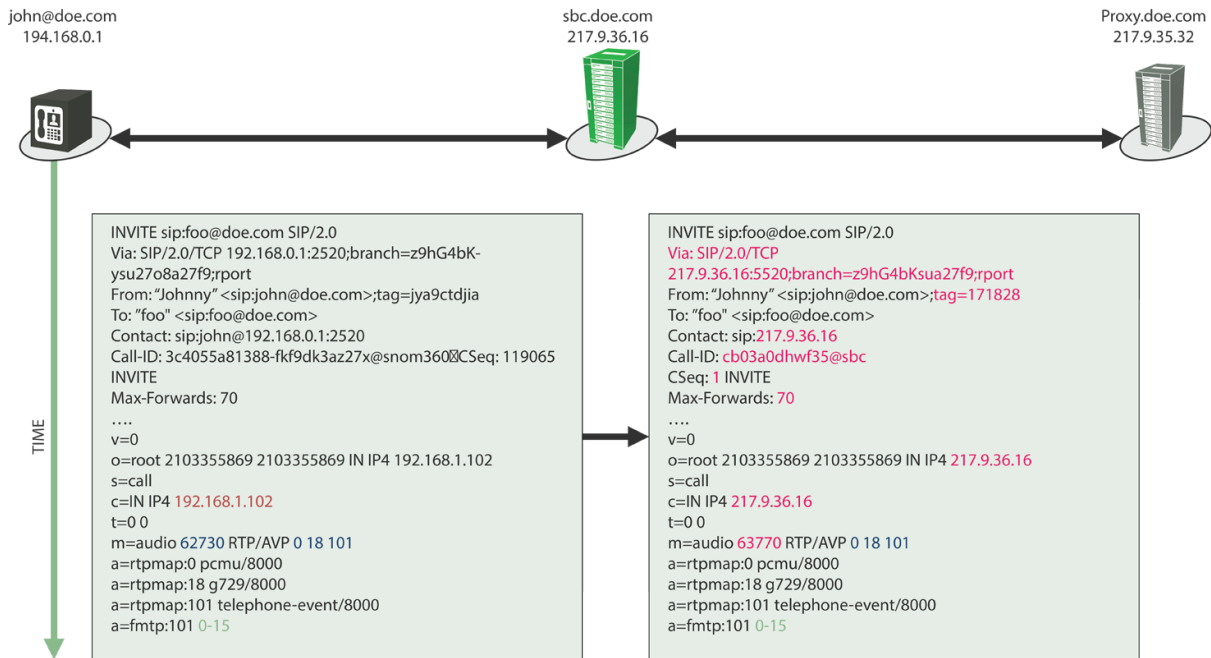 john@doe.com
194.168.0.1
sbc.doe.com
217.9.36.16
Proxy.doe.com
217.9.35.32
TIME
INVITE sip:foo@doe.com SIP/2.0
Via: SIP/2.0/TCP 192.168.0.1:2520;branch=z9hG4bK-
ysu27o8a27f9;rport
From: “Johnny” <sip:john@doe.com>;tag=jya9ctdjia
To: "foo" <sip:foo@doe.com>
Contact: sip:john@192.168.0.1:2520
Call-ID: 3c4055a81388-fkf9dk3az27x@snom360CSeq: 119065
INVITE
Max-Forwards: 70
....
v=0
o=root 2103355869 2103355869 IN IP4 192.168.1.102
s=call
c=IN IP4 192.168.1.102
t=0 0
m=audio 62730 RTP/AVP 0 18 101
a=rtpmap:0 pcmu/8000
a=rtpmap:18 g729/8000
a=rtpmap:101 telephone-event/8000
a=fmtp:101 0-15
INVITE sip:foo@doe.com SIP/2.0
Via: SIP/2.0/TCP
217.9.36.16:5520;branch=z9hG4bKsua27f9;rport
From: “Johnny” <sip:john@doe.com>;tag=171828
To: "foo" <sip:foo@doe.com>
Contact: sip:217.9.36.16
Call-ID: cb03a0dhwf35@sbc
CSeq: 1 INVITE
Max-Forwards: 70
....
v=0
o=root 2103355869 2103355869 IN IP4 217.9.36.16
s=call
c=IN IP4 217.9.36.16
t=0 0
m=audio 63770 RTP/AVP 0 18 101
a=rtpmap:0 pcmu/8000
a=rtpmap:18 g729/8000
a=rtpmap:101 telephone-event/8000
a=fmtp:101 0-15